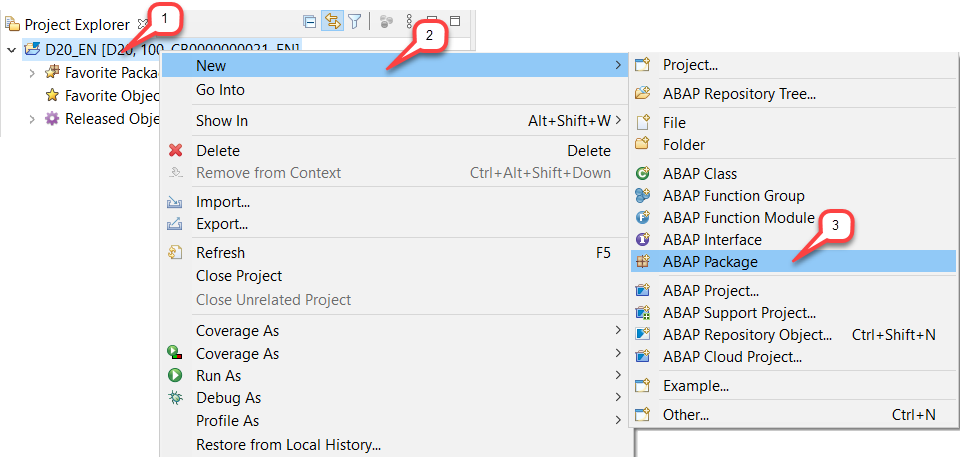 Project Explorer
1
D20_EN [D20, 100, CB0000000021, EN]
2
Favorite Packa
Favorite Objec
Released Obje
New
Go Into
Show In Alt+Shift+W
Delete Delete
Remove from Context Ctrl+Alt+Shift+Down
Import...
Export...
Refresh F5
Close Project
Close Unrelated Project
Coverage As
Coverage As
Run As
Debug As
Profile As
Restore from Local History...
Project...
ABAP Repository Tree...
File
Folder
ABAP Class
ABAP Function Group
ABAP Function Module
3
ABAP Interface
ABAP Package
ABAP Project...
ABAP Support Project...
ABAP Repository Object... Ctrl+Shift+N
ABAP Cloud Project...
Example...
Other... Ctrl+N